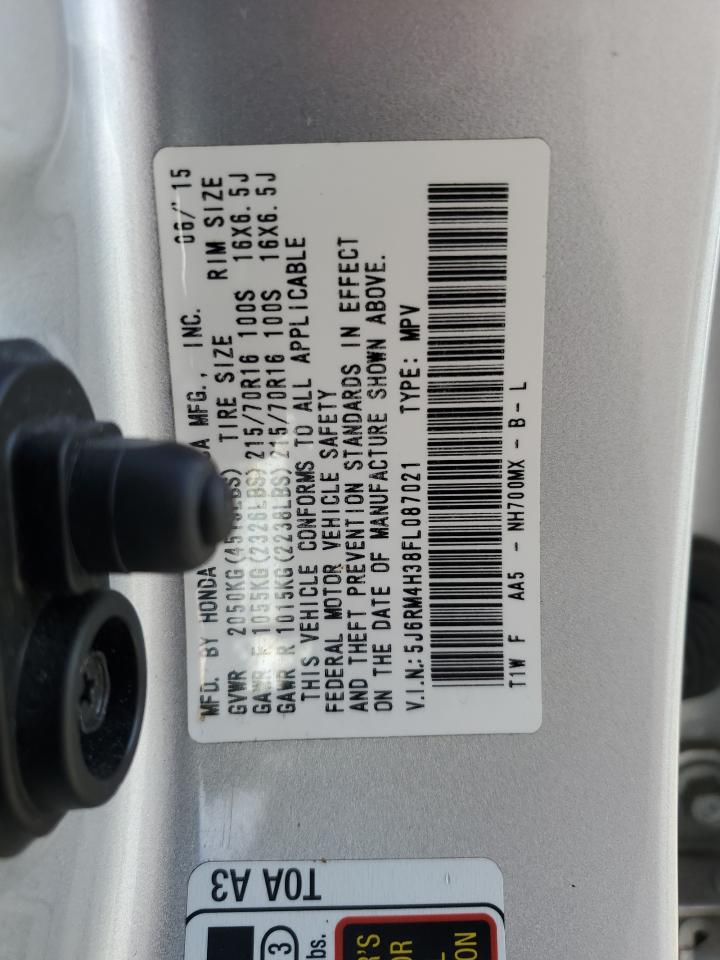 MFD. BY HONDA MFG., INC. 06/'15
GVWR 2050KG TIRE SIZE RIM SIZE
GAWR F 1055KG(2326LBS) 215/70R16 100S 16X6.5J
GAWR R 1015KG(2238LBS) 215/70R16 100S 16X6.5J
THIS VEHICLE CONFORMS TO ALL APPLICABLE
FEDERAL MOTOR VEHICLE SAFETY
AND THEFT PREVENTION STANDARDS IN EFFECT
ON THE DATE OF MANUFACTURE SHOWN ABOVE.
V.I.N.:5J6RM4H38FL087021 TYPE: MPV
T1W F AA5 - NH700MX - B-L
T0A A3
3
bs.